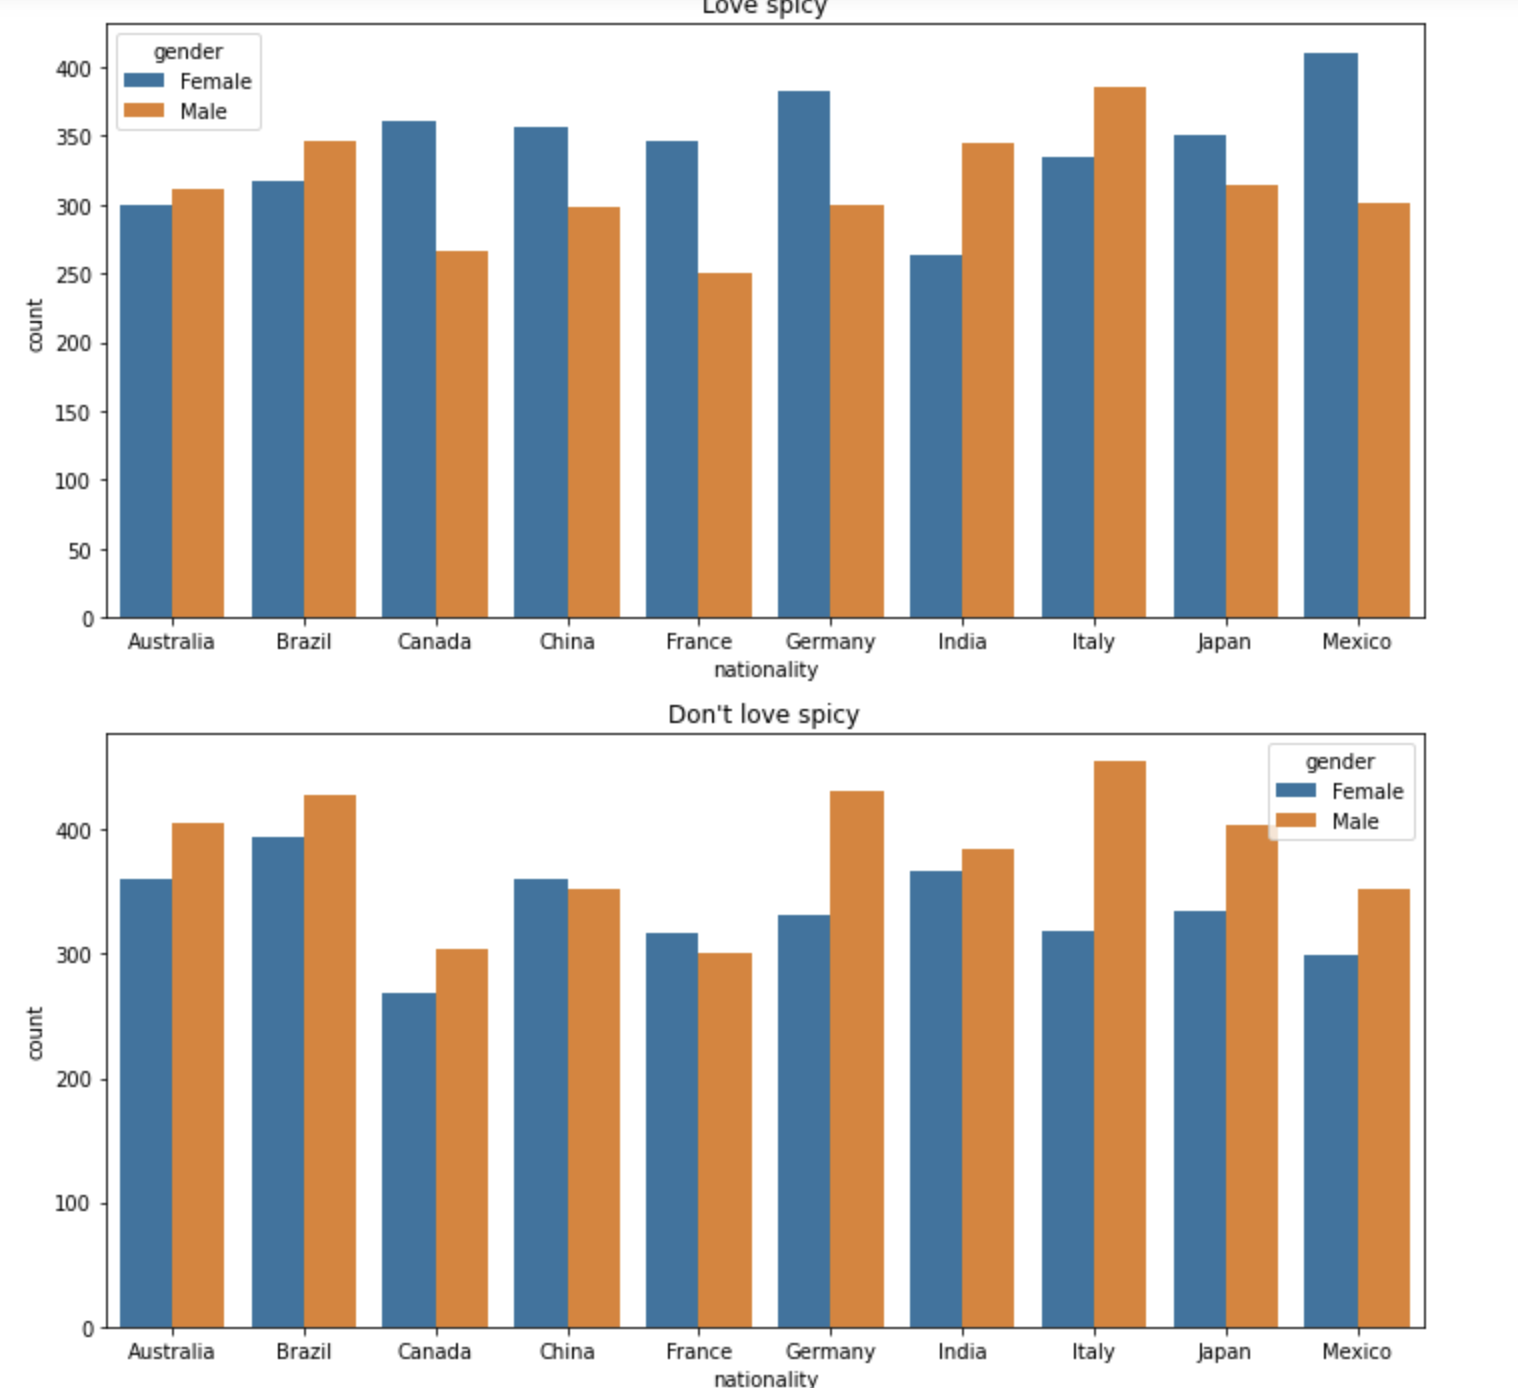 Love spicy
gender
Female
Male
400
350
300
250
200
150
100
50
0
count
Australia Brazil Canada China France Germany India Italy Japan Mexico
nationality
Don't love spicy
gender
Female
Male
400
300
200
100
0
count
Australia Brazil Canada China France Germany India Italy Japan Mexico
nationality